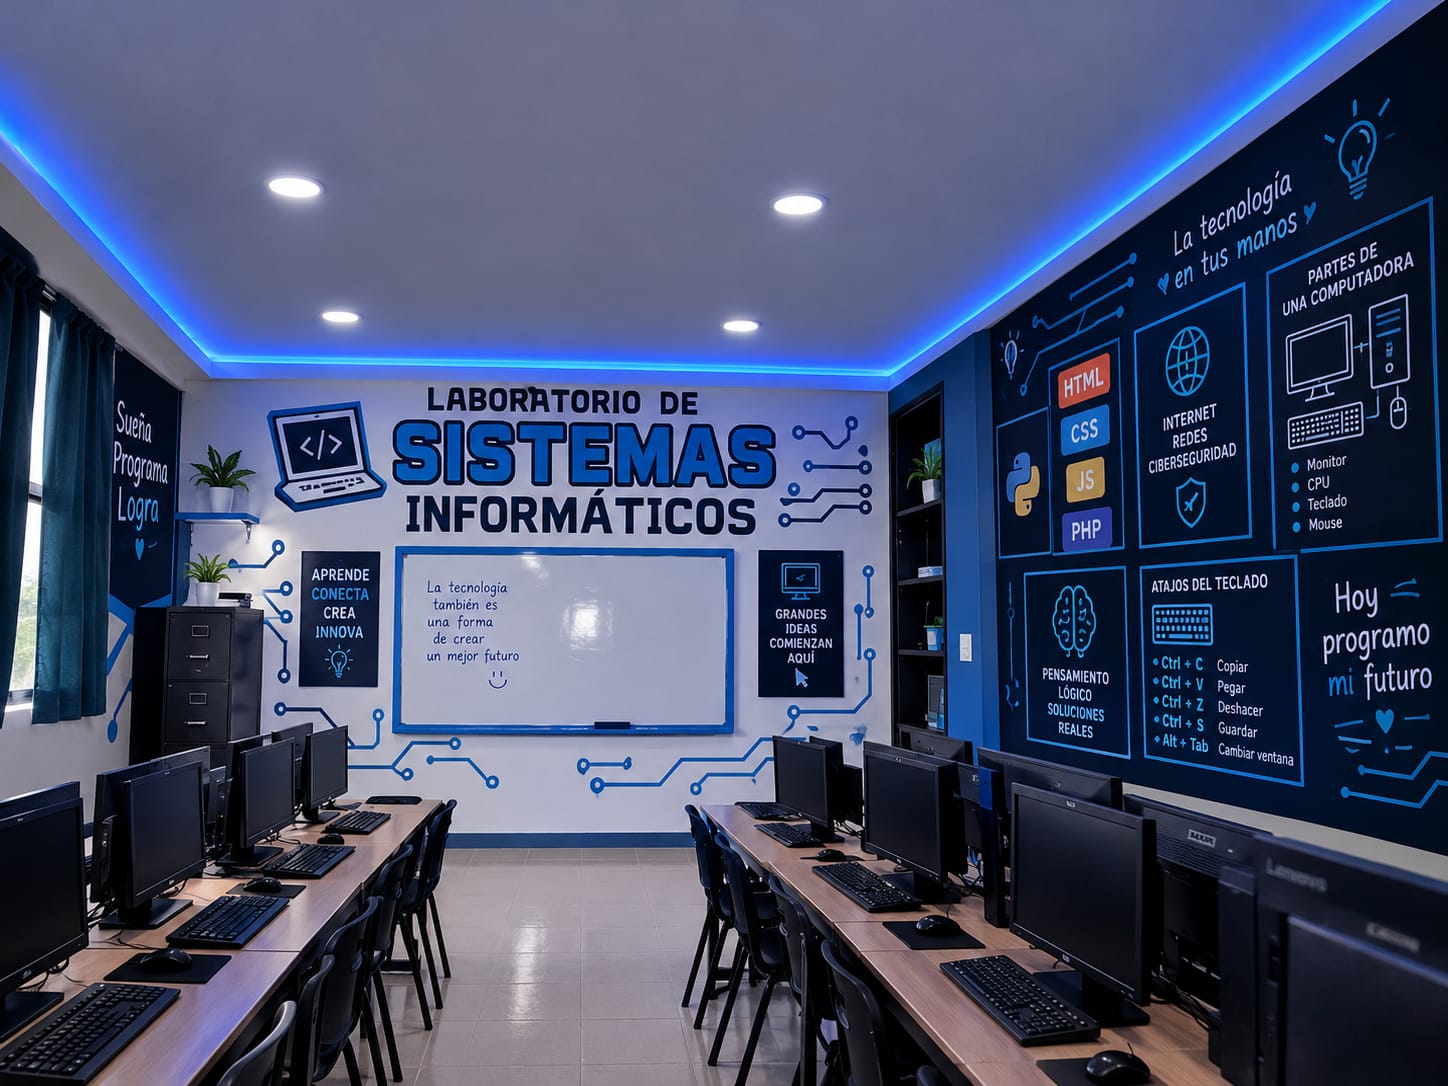 Sueña
Programa
Logra
LABORATORIO DE
SISTEMAS
INFORMÁTICOS
</>
APRENDE
CONECTA
CREA
INNOVA
La tecnología
también es
una forma
de crear
un mejor futuro
GRANDES
IDEAS
COMIENZAN
AQUÍ
La tecnología
en tus manos
HTML
CSS
JS
PHP
INTERNET
REDES
CIBERSEGURIDAD
PARTES DE
UNA COMPUTADORA
Monitor
CPU
Teclado
Mouse
PENSAMIENTO
LÓGICO
SOLUCIONES
REALES
ATAJOS DEL TECLADO
Ctrl + C Copiar
Ctrl + V Pegar
Ctrl + Z Deshacer
Ctrl + S Guardar
Alt + Tab Cambiar ventana
Hoy
programo
mi futuro
Lenovo